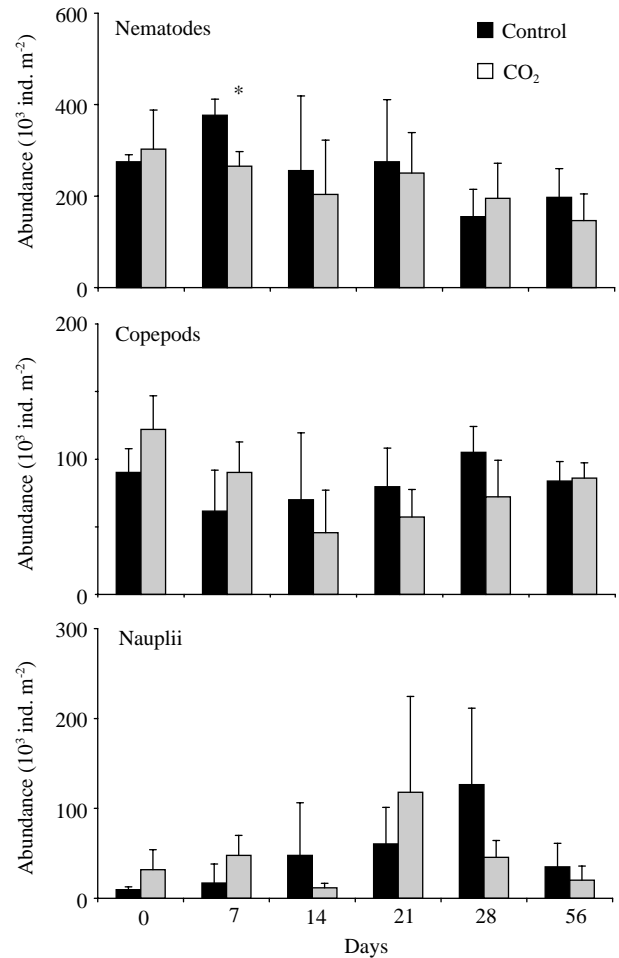 600
400
200
0
Abundance (10³ ind. m⁻²)
Nematodes
Control
CO₂
*
200
100
0
Abundance (10³ ind. m⁻²)
Copepods
300
200
100
0
Abundance (10³ ind. m⁻²)
Nauplii
0 7 14 21 28 56
Days